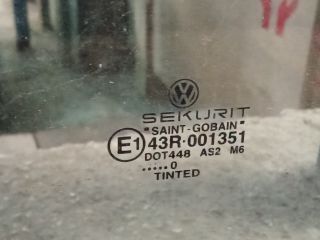 SEKURIT
"SAINT-GOBAIN"
E1 43R·001351
DOT448 AS2 M6
.....0
TINTED